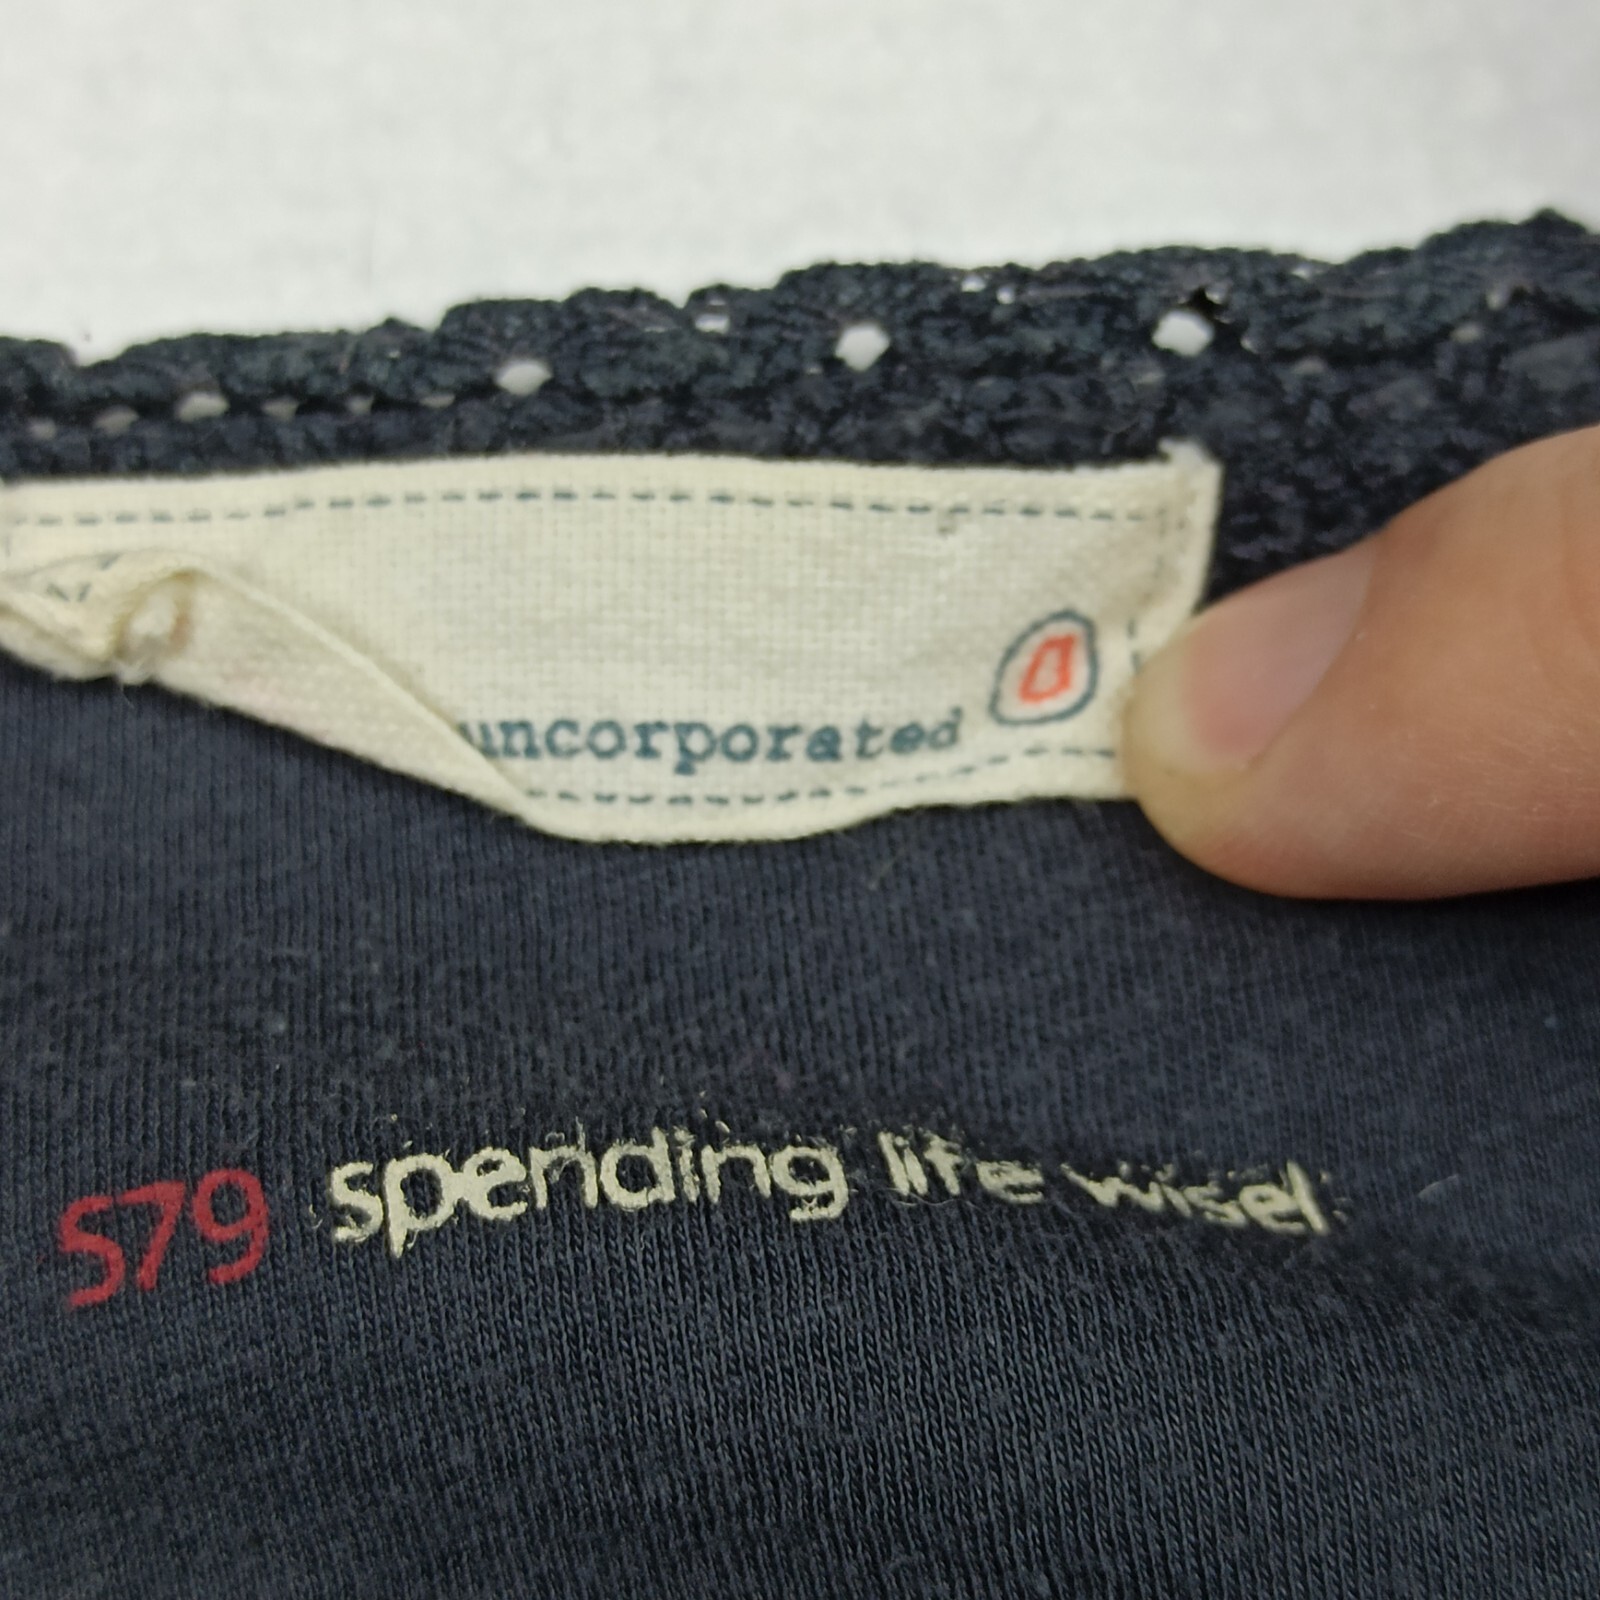 uncorporated
579 spending life wisel